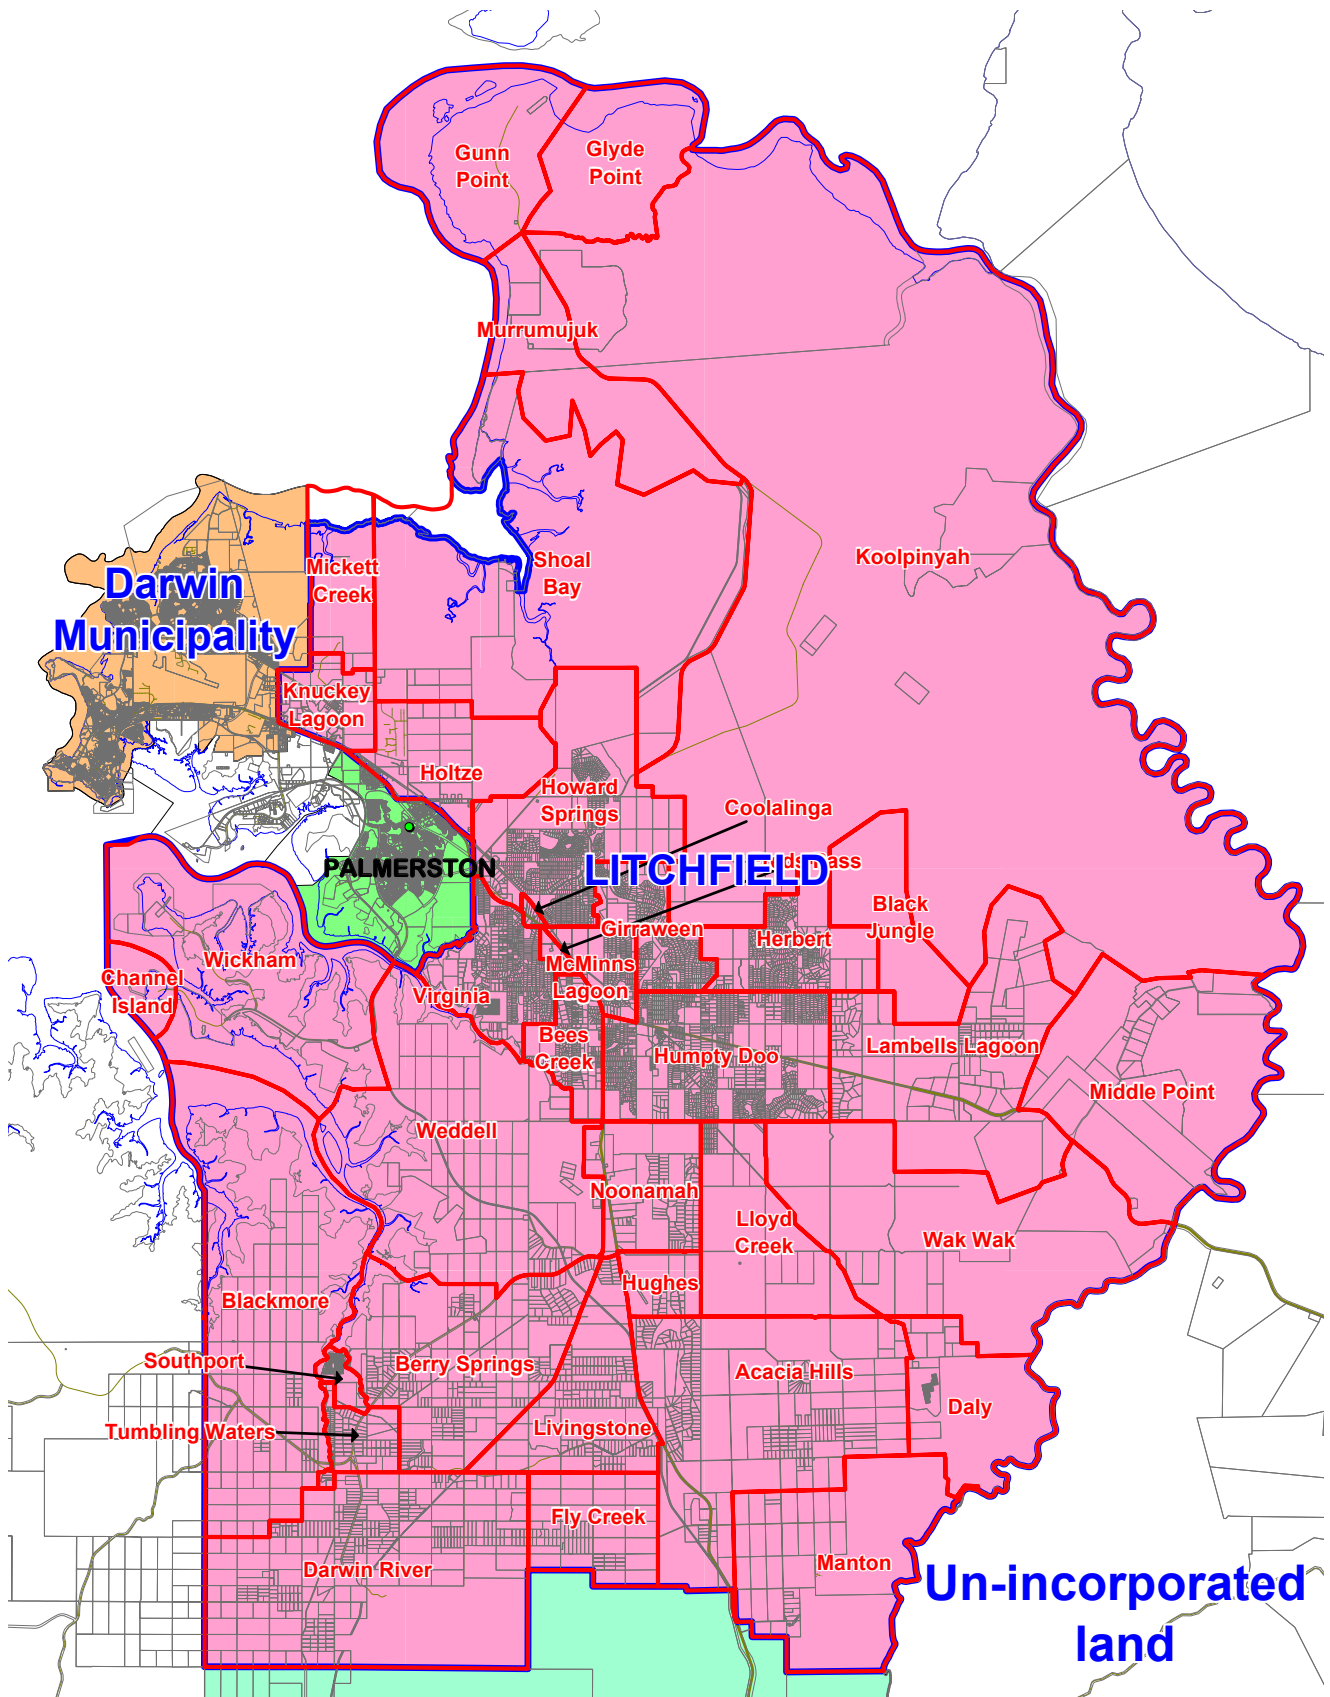 Gunn
Point
Glyde
Point
Murrumujuk
Koolpinyah
Shoal
Bay
Mickett
Creek
Darwin
Municipality
Knuckey
Lagoon
Holtze
Howard
Springs
Coolalinga
LITCHFIELD
PALMERSTON
Black
Jungle
Girraween
Herbert
McMinns
Lagoon
Wickham
Channel
Island
Virginia
Bees
Creek
Humpty Doo
Lambells Lagoon
Middle Point
Weddell
Noonamah
Lloyd
Creek
Wak Wak
Hughes
Blackmore
Southport
Berry Springs
Acacia Hills
Daly
Tumbling Waters
Livingstone
Fly Creek
Darwin River
Manton
Un-incorporated
land